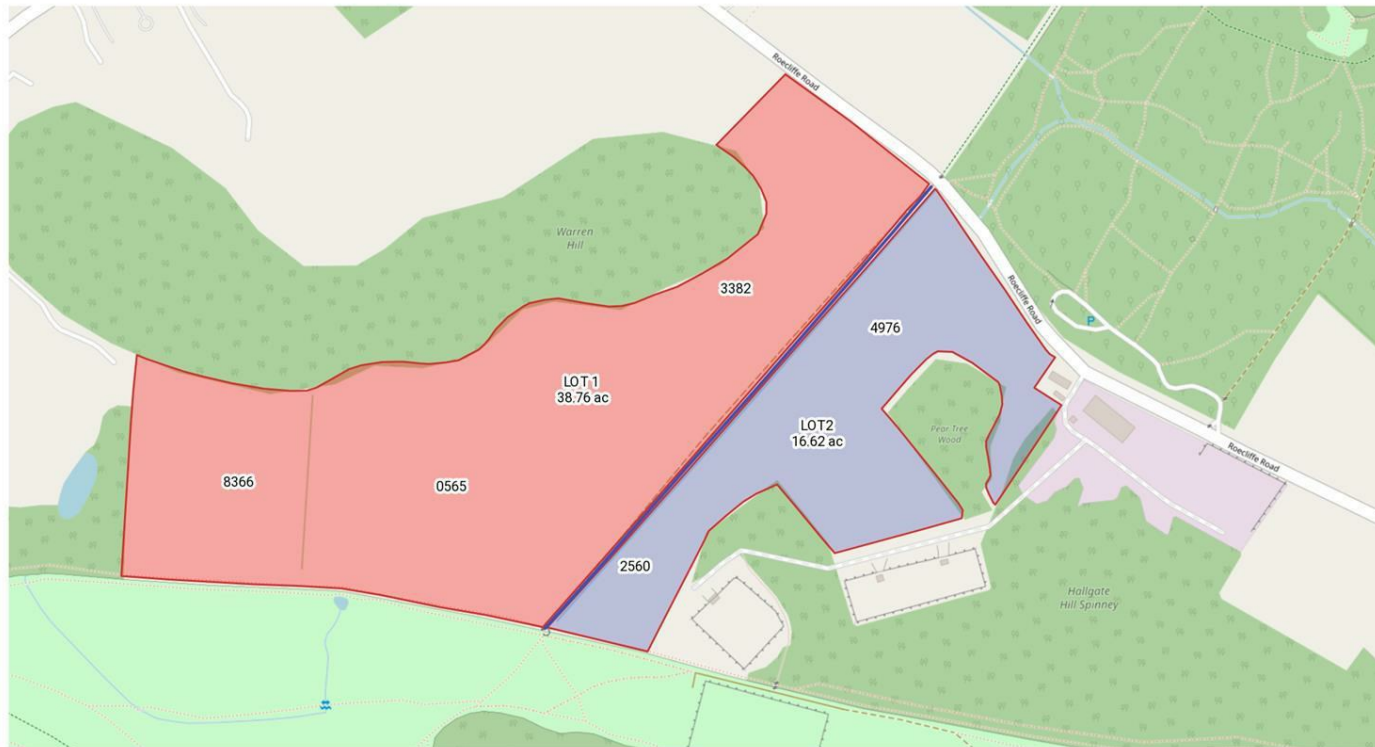 Roecliffe Road
Warren
Hill
3382
4976
Roecliffe Road
P
LOT 1
38.76 ac
LOT2
16.62 ac
Pear Tree
Wood
Roecliffe Road
8366
0565
2560
Hallgate
Hill Spinney